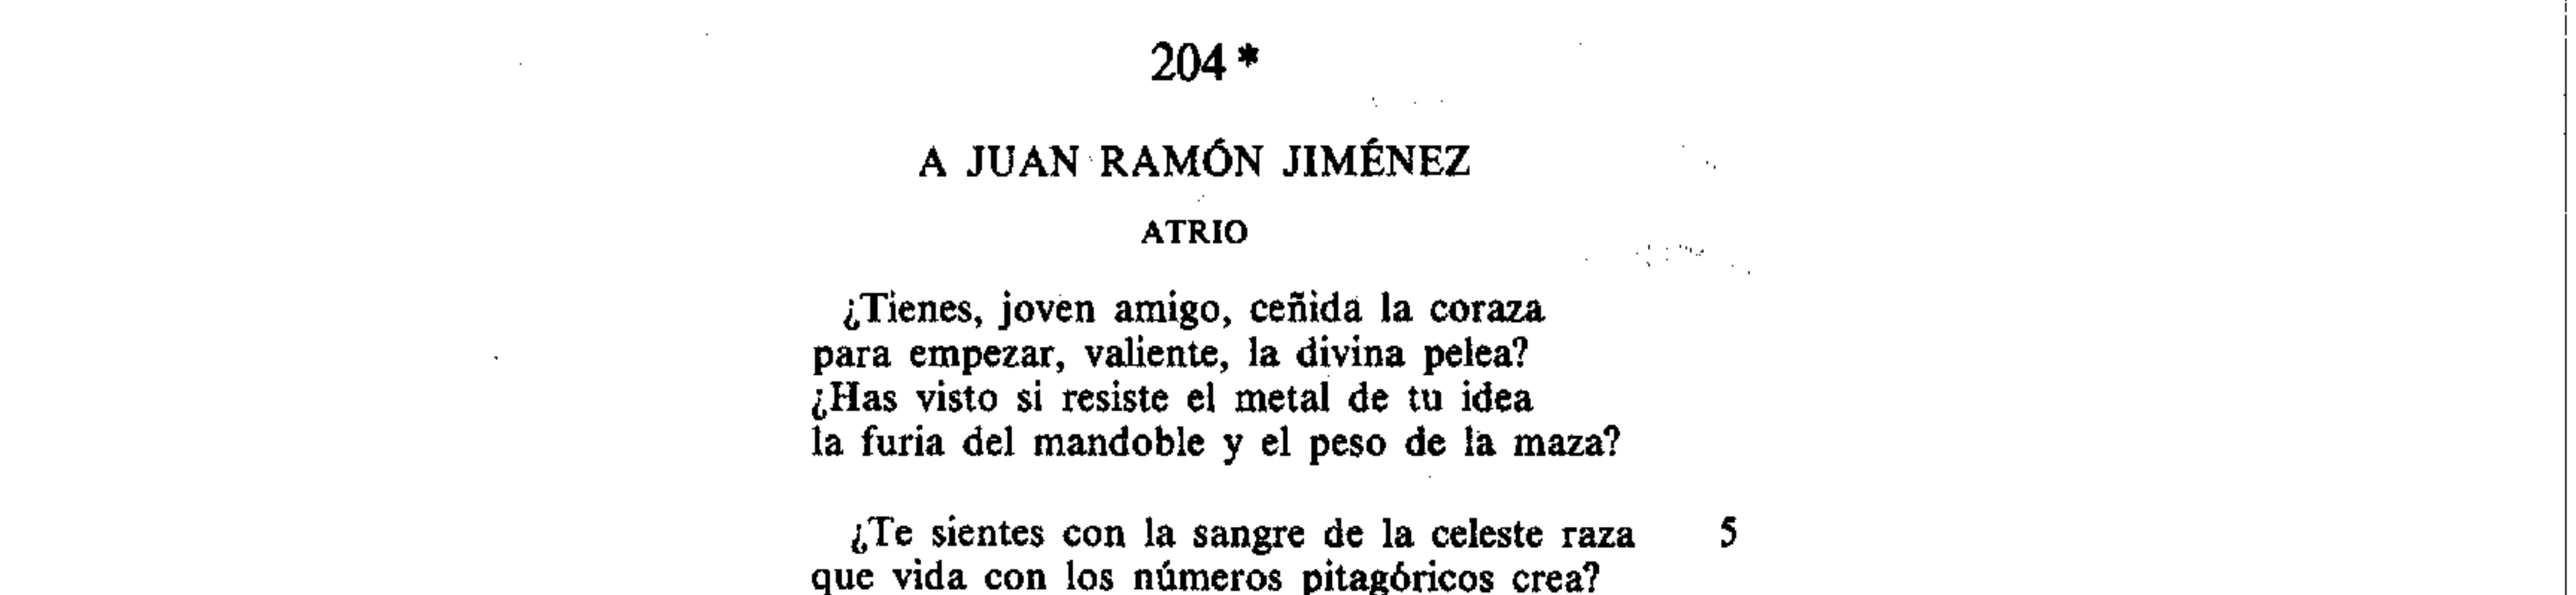 204 *
A JUAN RAMÓN JIMÉNEZ
ATRIO
¿Tienes, joven amigo, ceñida la coraza
para empezar, valiente, la divina pelea?
¿Has visto si resiste el metal de tu idea
la furia del mandoble y el peso de la maza?
¿Te sientes con la sangre de la celeste raza 5
que vida con los números pitagóricos crea?